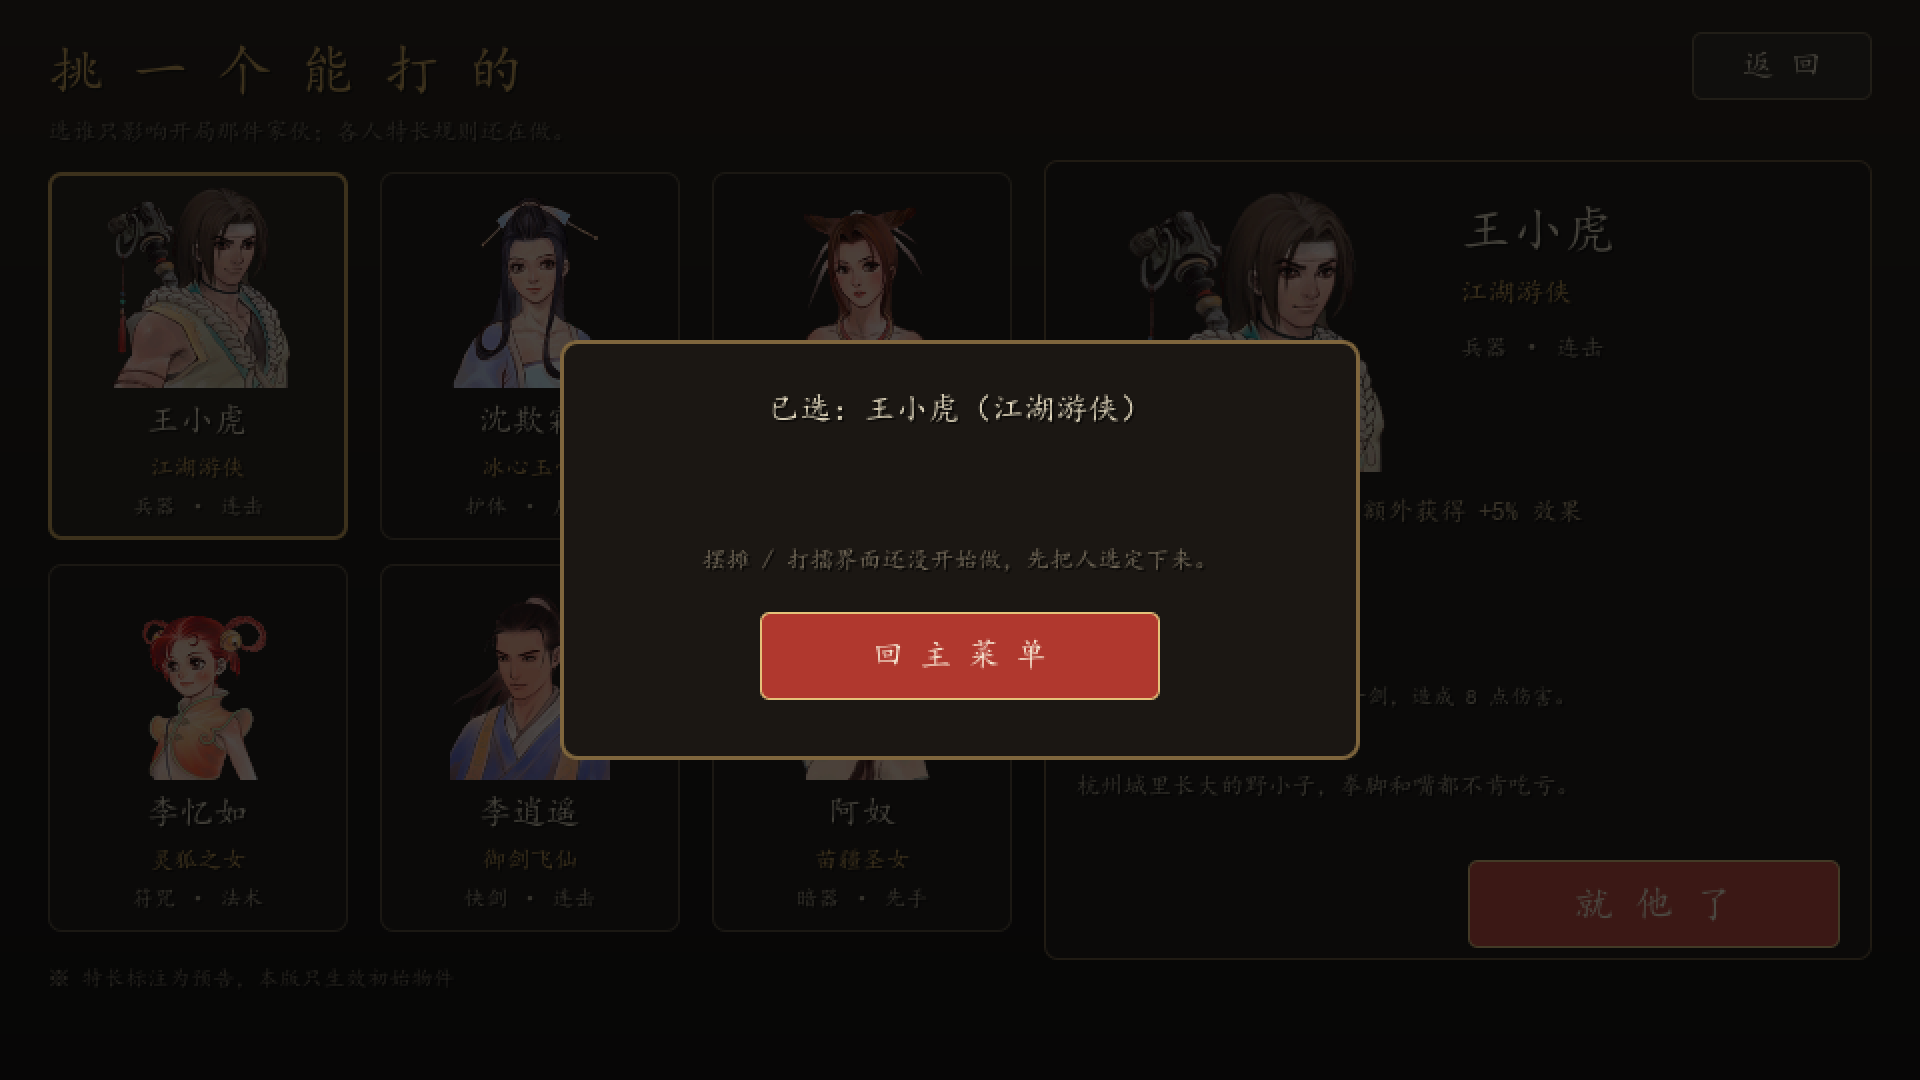 挑一个能打的
返回
选谁只影响开局那件家伙；各人特长规则还在做。
王小虎
江湖游侠
兵器 · 连击
沈欺
冰心玉
护体 ·
王小虎
江湖游侠
兵器 · 连击
额外获得 +5% 效果
剑，造成 8 点伤害。
杭州城里长大的野小子，拳脚和嘴都不肯吃亏。
就他了
已选：王小虎（江湖游侠）
摆摊 / 打擂界面还没开始做，先把人选定下来。
回主菜单
李忆如
灵狐之女
符咒 · 法术
李逍遥
御剑飞仙
快剑 · 连击
阿奴
苗疆圣女
暗器 · 先手
※ 特长标注为预告，本版只生效初始物件